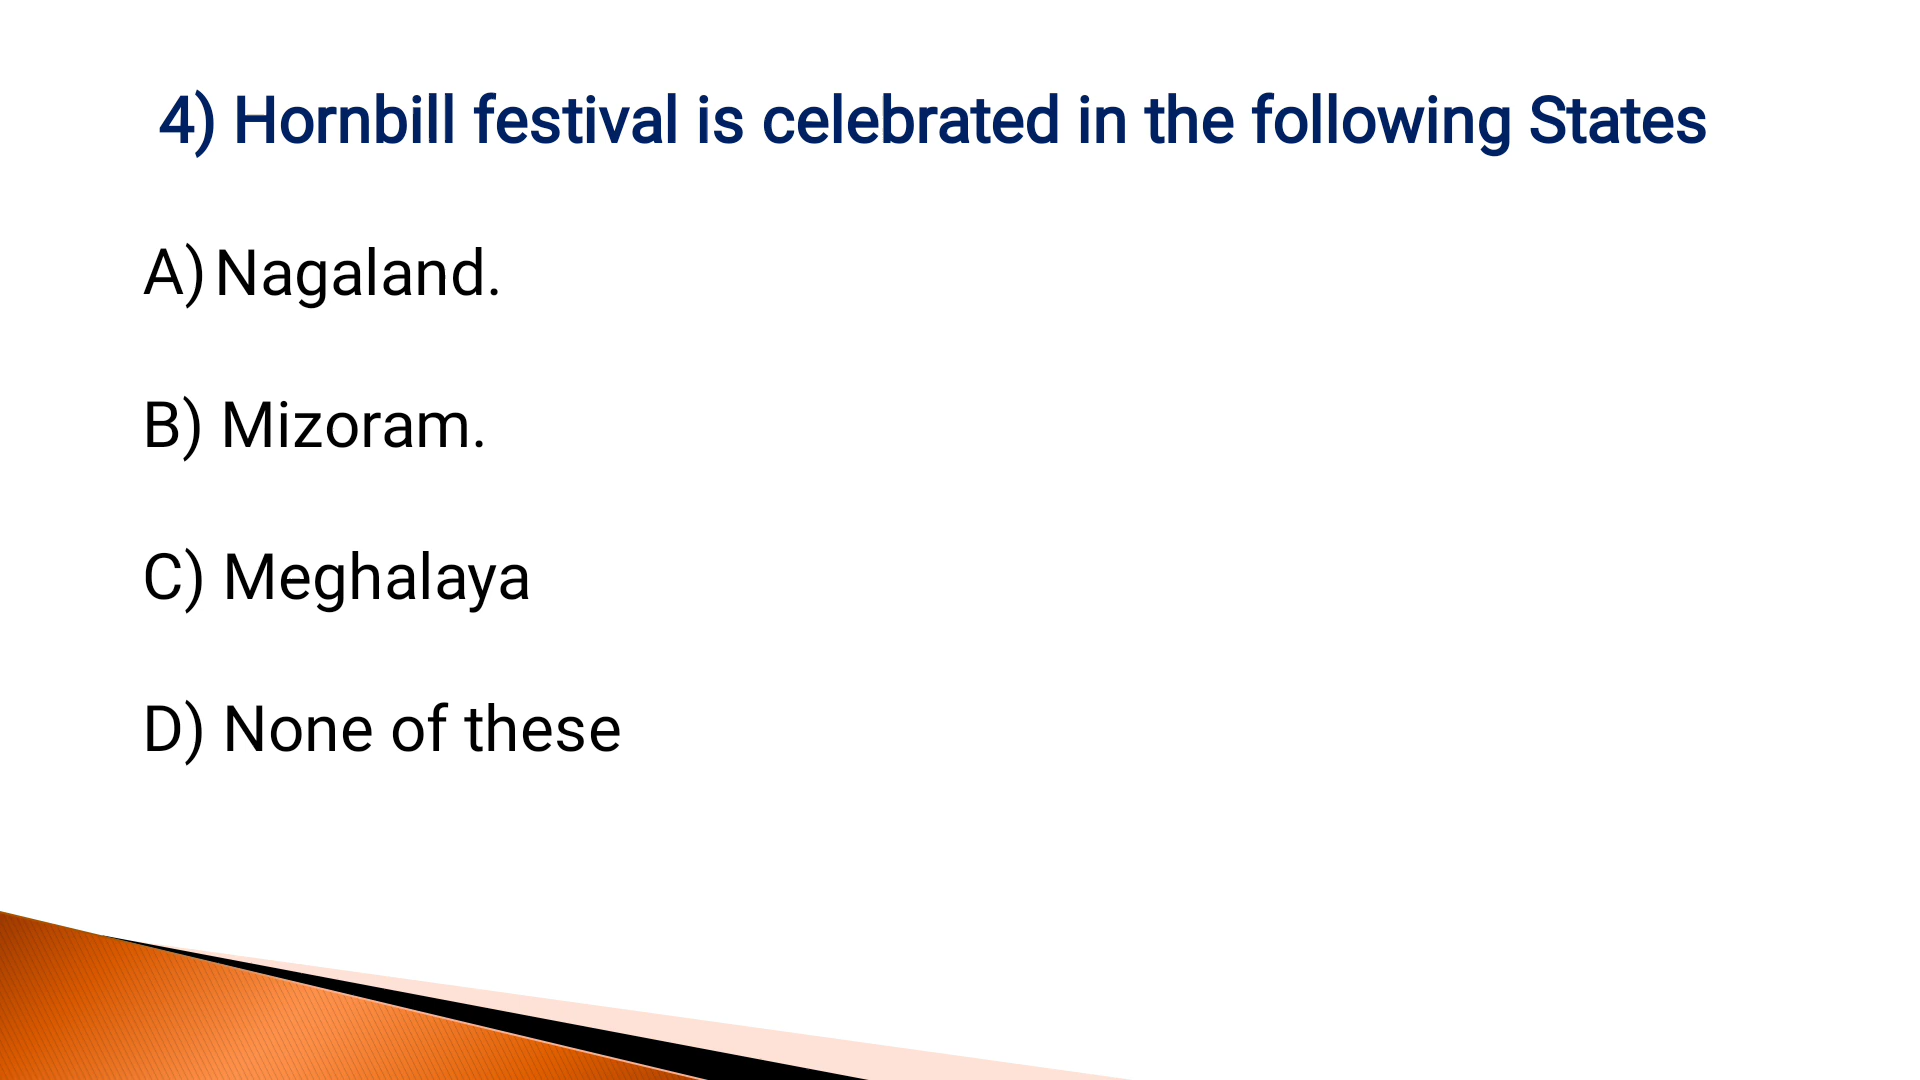 4) Hornbill festival is celebrated in the following States
A) Nagaland.
B) Mizoram.
C) Meghalaya
D) None of these